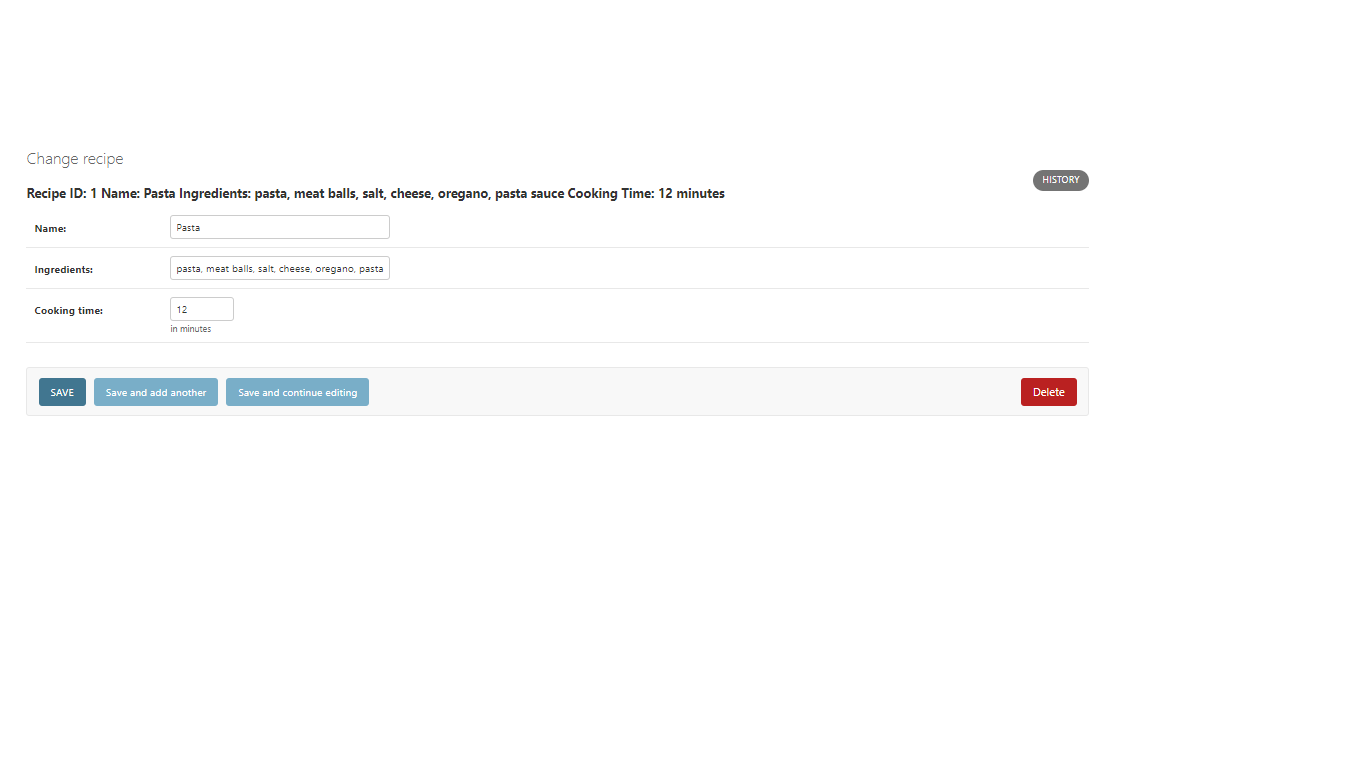 Change recipe
HISTORY
Recipe ID: 1 Name: Pasta Ingredients: pasta, meat balls, salt, cheese, oregano, pasta sauce Cooking Time: 12 minutes
Name: Pasta
Ingredients: pasta, meat balls, salt, cheese, oregano, pasta
Cooking time: 12
in minutes
SAVE Save and add another Save and continue editing Delete